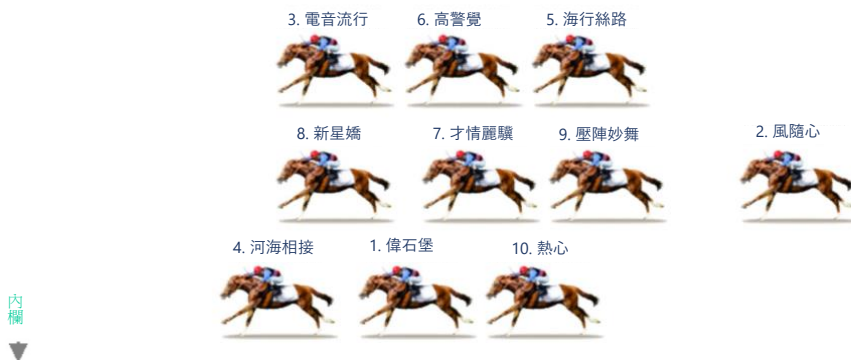 3. 電音流行
6. 高警覺
5. 海行絲路
8. 新星嬌
7. 才情麗驥
9. 壓陣妙舞
2. 風隨心
4. 河海相接
1. 偉石堡
10. 熱心
內欄